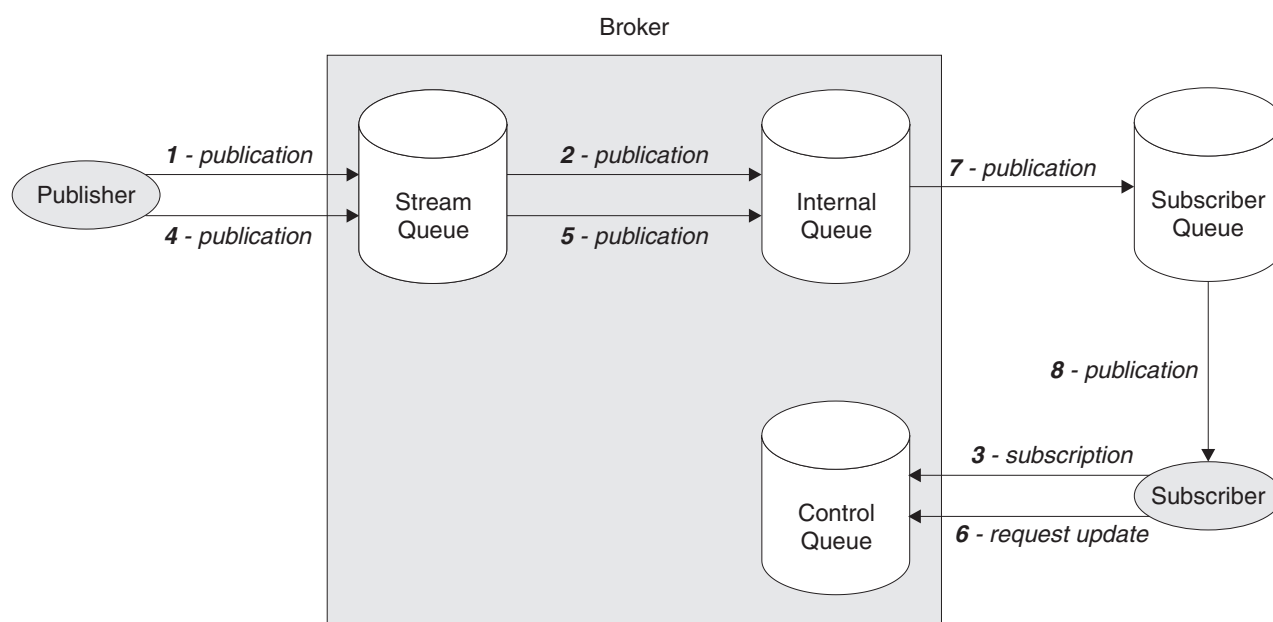 Broker
1 - publication
2 - publication
7 - publication
Publisher
Stream
Queue
Internal
Queue
Subscriber
Queue
4 - publication
5 - publication
8 - publication
3 - subscription
Subscriber
Control
Queue
6 - request update